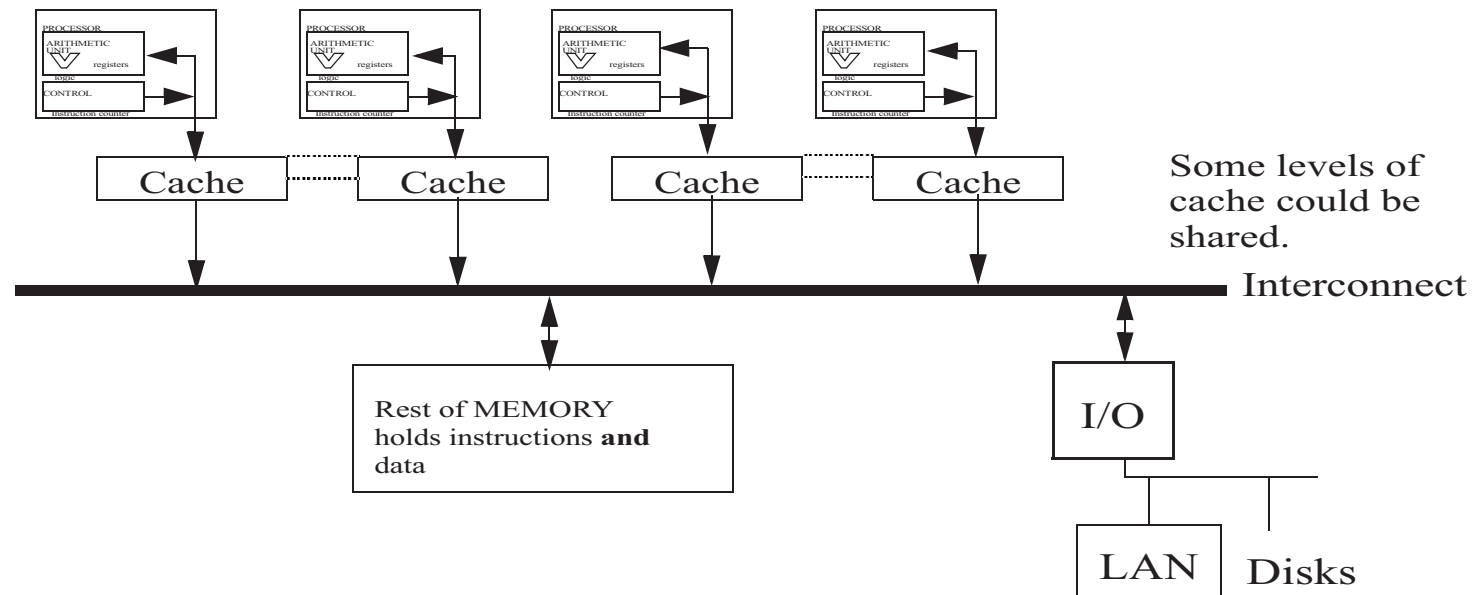 PROCESSOR
ARITHMETIC
UNIT
registers
logic
CONTROL
Instruction counter
PROCESSOR
ARITHMETIC
UNIT
registers
logic
CONTROL
Instruction counter
PROCESSOR
ARITHMETIC
UNIT
registers
logic
CONTROL
Instruction counter
PROCESSOR
ARITHMETIC
UNIT
registers
logic
CONTROL
Instruction counter
Cache
Cache
Cache
Cache
Some levels of
cache could be
shared.
Interconnect
Rest of MEMORY
holds instructions and
data
I/O
LAN
Disks